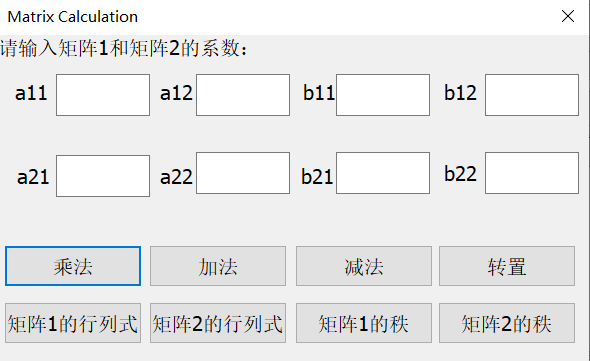 Matrix Calculation
请输入矩阵1和矩阵2的系数：
a11 a12 b11 b12
a21 a22 b21 b22
乘法 加法 减法 转置
矩阵1的行列式 矩阵2的行列式 矩阵1的秩 矩阵2的秩